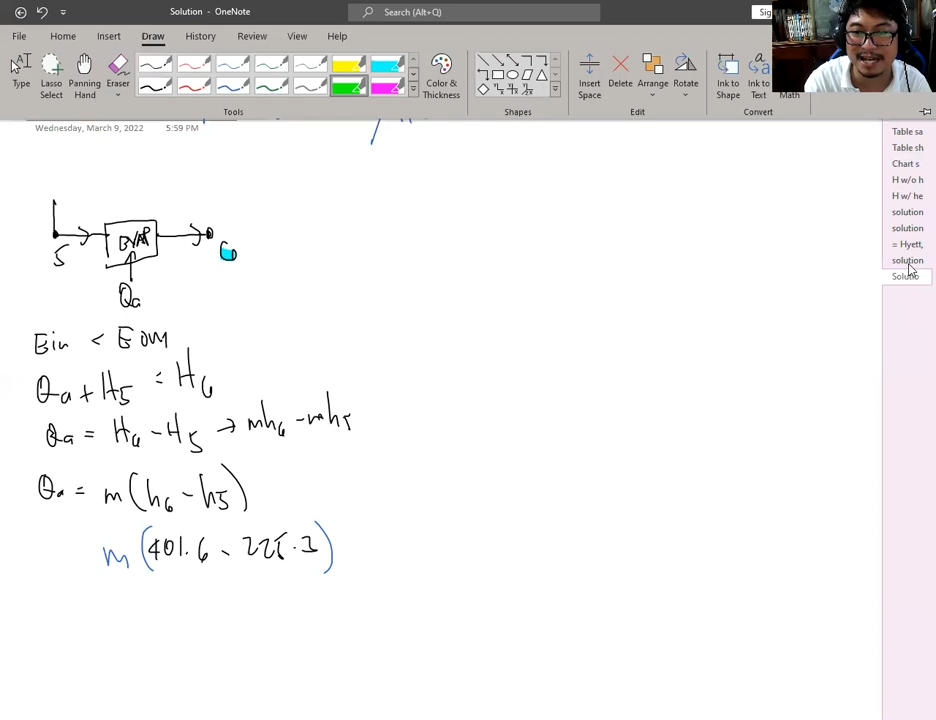 Solution - OneNote
Search (Alt+Q)
Sig
File Home Insert Draw History Review View Help
Type
Lasso Select
Panning Hand
Eraser
Color & Thickness
Insert Space
Delete
Arrange
Rotate
Ink to Shape
Ink to Text
Math
Tools
Shapes
Edit
Convert
Wednesday, March 9, 2022 5:59 PM
Table sa
Table sh
Chart s
H w/o h
H w/ he
solution
solution
= Hyett,
solution
Solutio
EVAP
5
6
Qa
Ein < Eout
Qa + H5 = H6
Qa = H6 - H5 → mh6 - mh5
Qa = m(h6 - h5)
m(401.6 - 225.3)